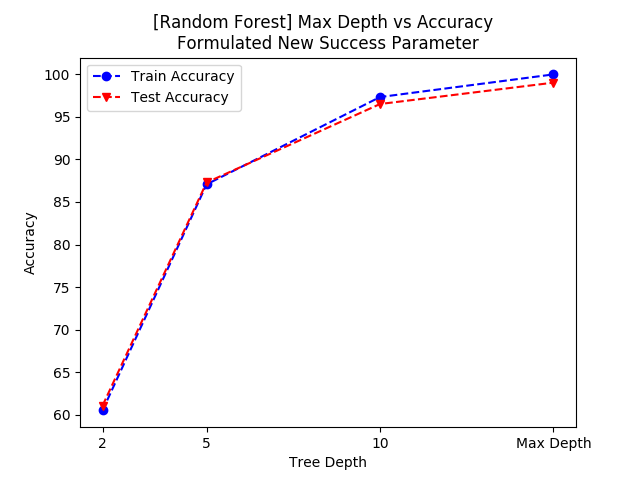 [Random Forest] Max Depth vs Accuracy
Formulated New Success Parameter
Train Accuracy
Test Accuracy
100
95
90
85
80
75
70
65
60
Accuracy
2
5
10
Max Depth
Tree Depth